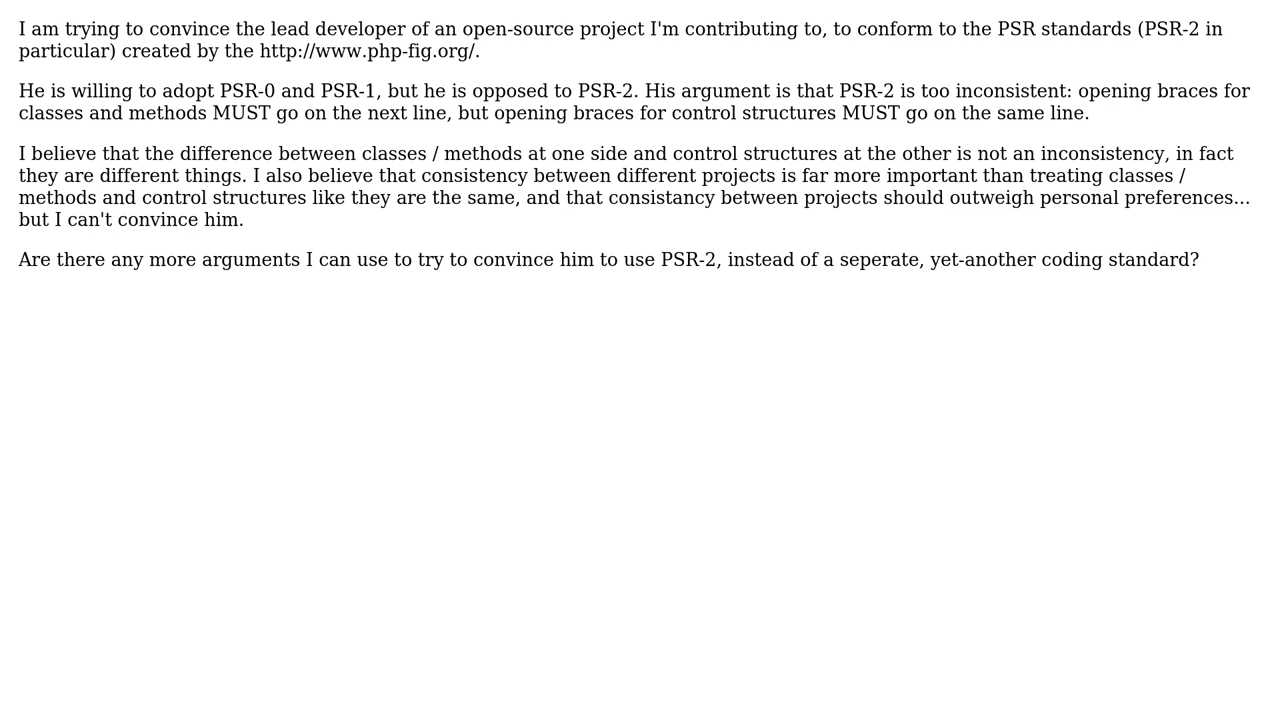 I am trying to convince the lead developer of an open-source project I'm contributing to, to conform to the PSR standards (PSR-2 in
particular) created by the http://www.php-fig.org/.
He is willing to adopt PSR-0 and PSR-1, but he is opposed to PSR-2. His argument is that PSR-2 is too inconsistent: opening braces for
classes and methods MUST go on the next line, but opening braces for control structures MUST go on the same line.
I believe that the difference between classes / methods at one side and control structures at the other is not an inconsistency, in fact
they are different things. I also believe that consistency between different projects is far more important than treating classes /
methods and control structures like they are the same, and that consistancy between projects should outweigh personal preferences...
but I can't convince him.
Are there any more arguments I can use to try to convince him to use PSR-2, instead of a seperate, yet-another coding standard?